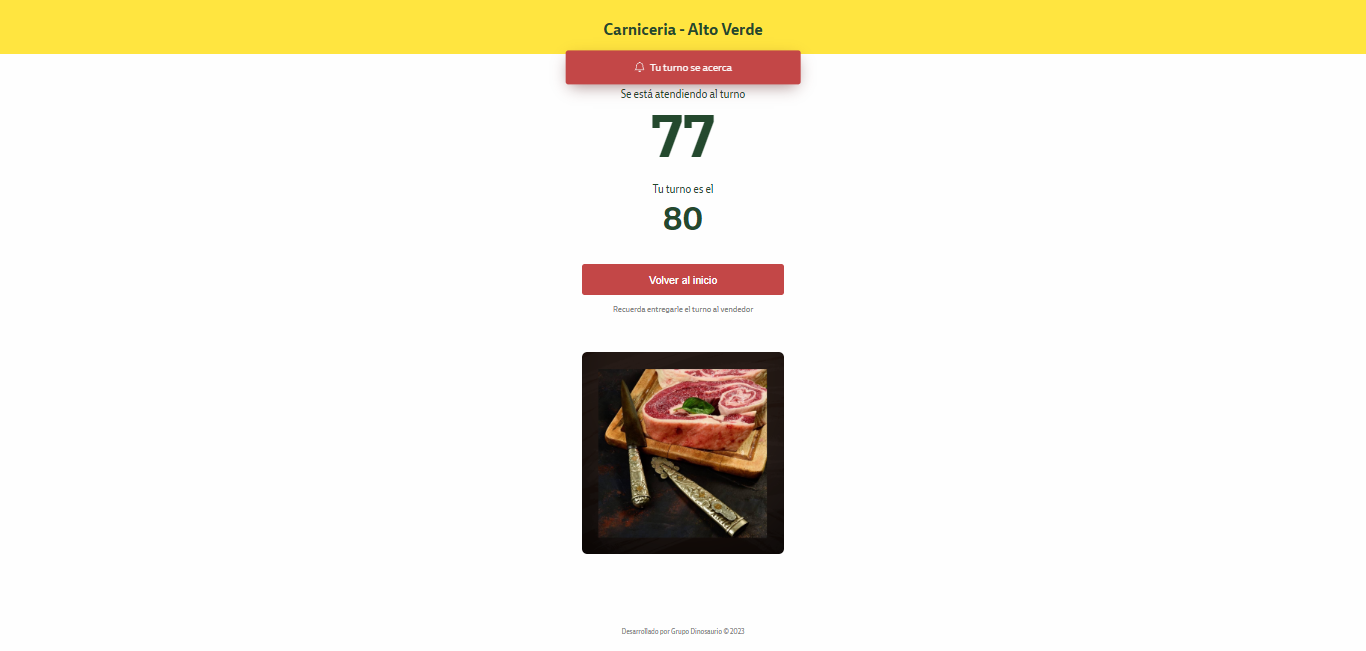 Carniceria - Alto Verde
Tu turno se acerca
Se está atendiendo al turno
77
Tu turno es el
80
Volver al inicio
Recuerda entregarle el turno al vendedor
Desarrollado por Grupo Dinosaurio © 2023